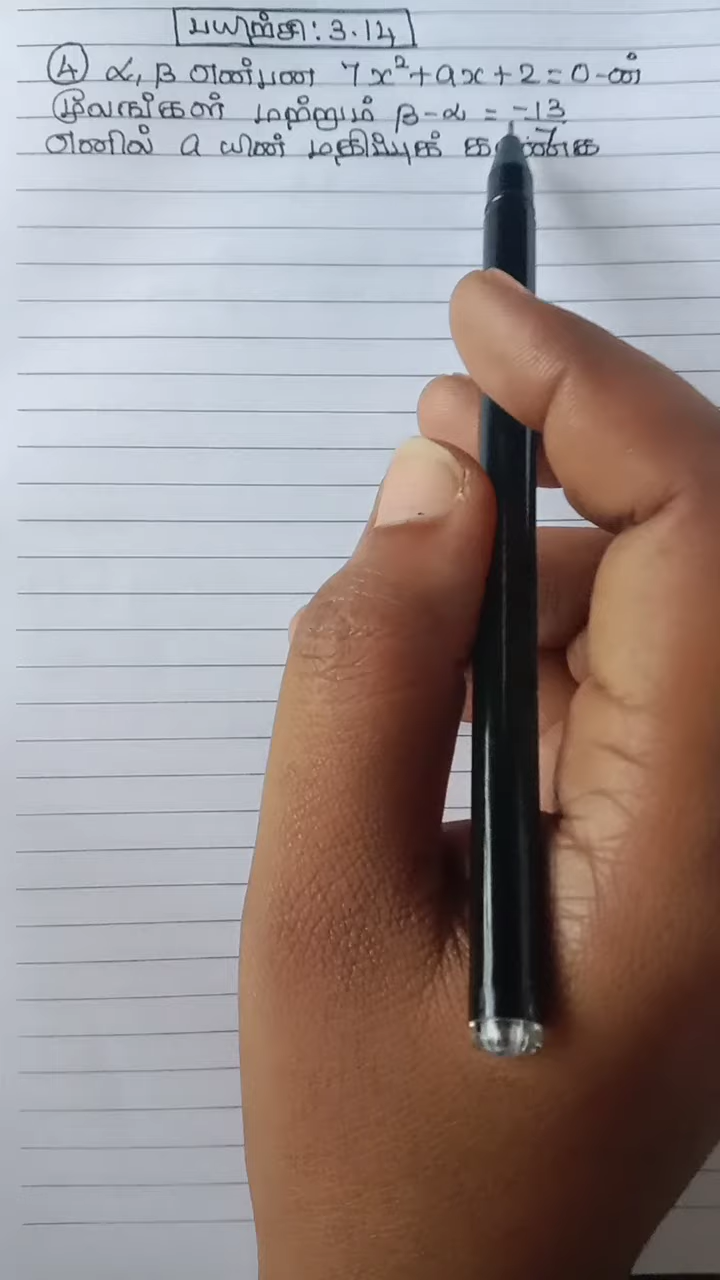 பயிற்சி: 3.14
④ α, β என்பன 7x²+ax+2=0-ன்
மூலங்கள் மற்றும் β-α = -13/7
எனில் a யின் மதிப்புக் காண்க